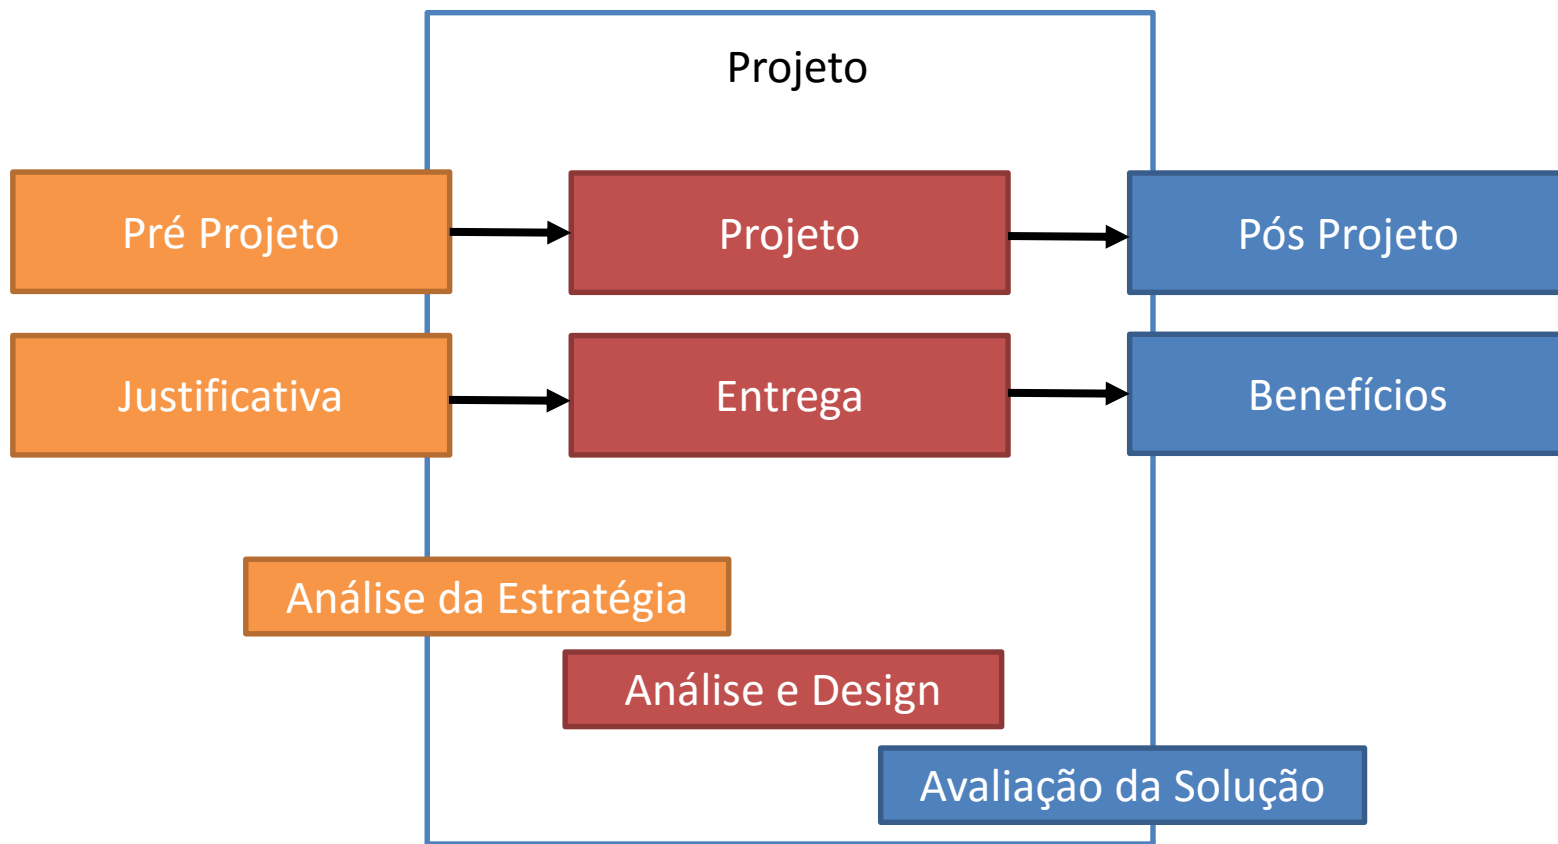 Projeto
Pré Projeto
Projeto
Pós Projeto
Justificativa
Entrega
Benefícios
Análise da Estratégia
Análise e Design
Avaliação da Solução